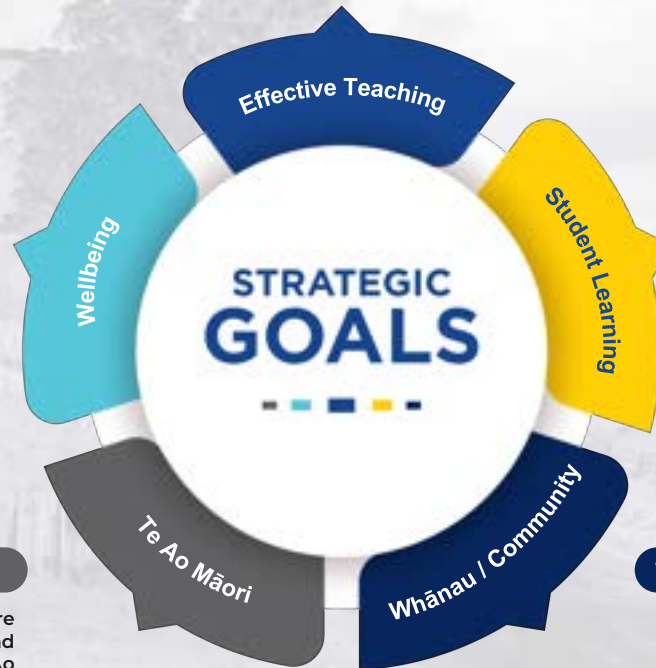 Effective Teaching
Student Learning
Wellbeing
STRATEGIC
GOALS
Te Ao Māori
Whānau / Community